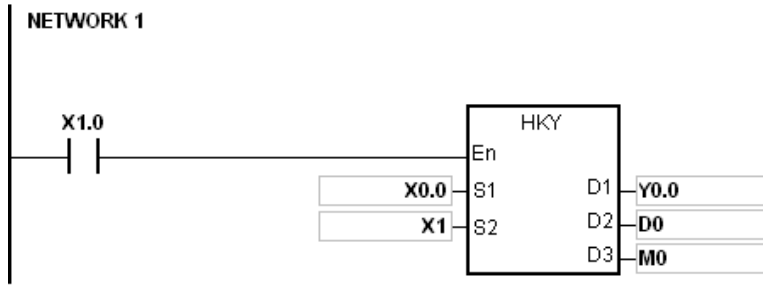 NETWORK 1
X1.0
HKY
En
X0.0 S1 D1 Y0.0
X1 S2 D2 D0
D3 M0